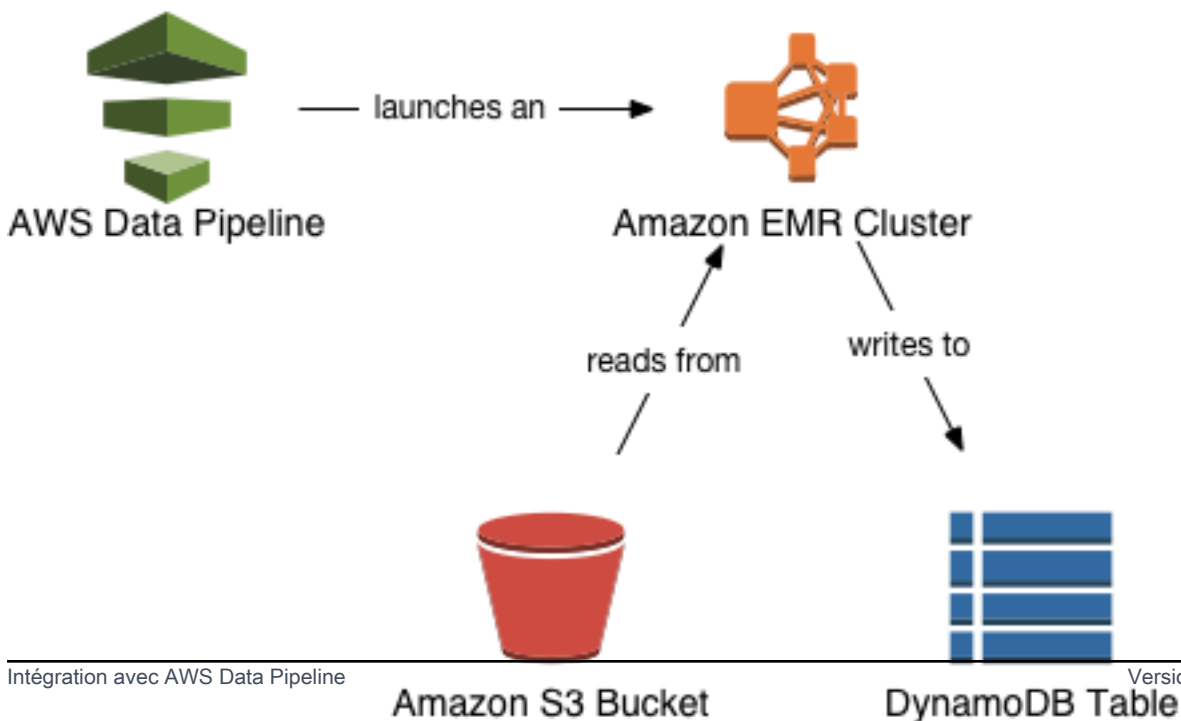 launches an
AWS Data Pipeline
Amazon EMR Cluster
reads from
writes to
Intégration avec AWS Data Pipeline
Amazon S3 Bucket
DynamoDB Table